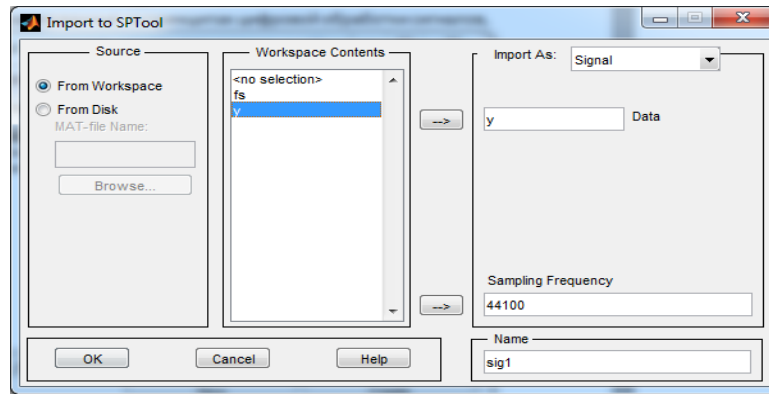 Import to SPTool
Source
From Workspace
From Disk
MAT-file Name:
Browse...
Workspace Contents
<no selection>
fs
y
-->
-->
Import As:
Signal
y
Data
Sampling Frequency
44100
Name
sig1
OK
Cancel
Help